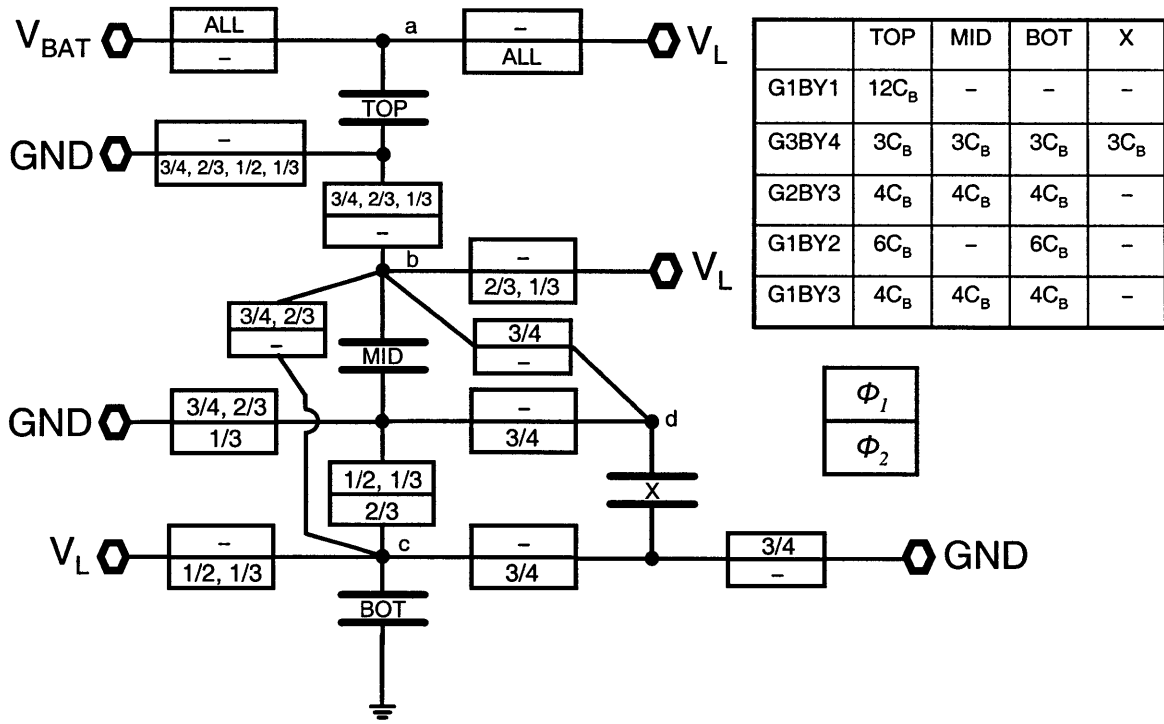 V_BAT
ALL
–
a
–
ALL
V_L
TOP
GND
–
3/4, 2/3, 1/2, 1/3
3/4, 2/3, 1/3
–
b
–
2/3, 1/3
V_L
3/4, 2/3
–
MID
3/4
–
GND
3/4, 2/3
1/3
–
3/4
d
1/2, 1/3
2/3
X
V_L
–
1/2, 1/3
c
–
3/4
3/4
–
GND
BOT
TOP MID BOT X
G1BY1 12C_B – – –
G3BY4 3C_B 3C_B 3C_B 3C_B
G2BY3 4C_B 4C_B 4C_B –
G1BY2 6C_B – 6C_B –
G1BY3 4C_B 4C_B 4C_B –
Φ_1
Φ_2